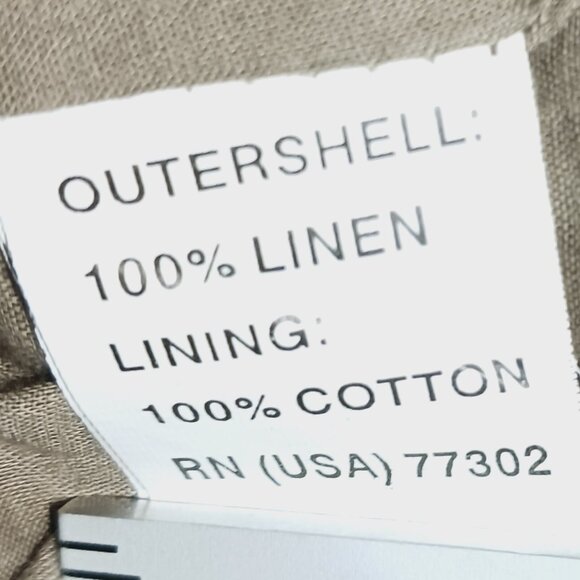 OUTERSHELL:
100% LINEN
LINING:
100% COTTON
RN (USA) 77302